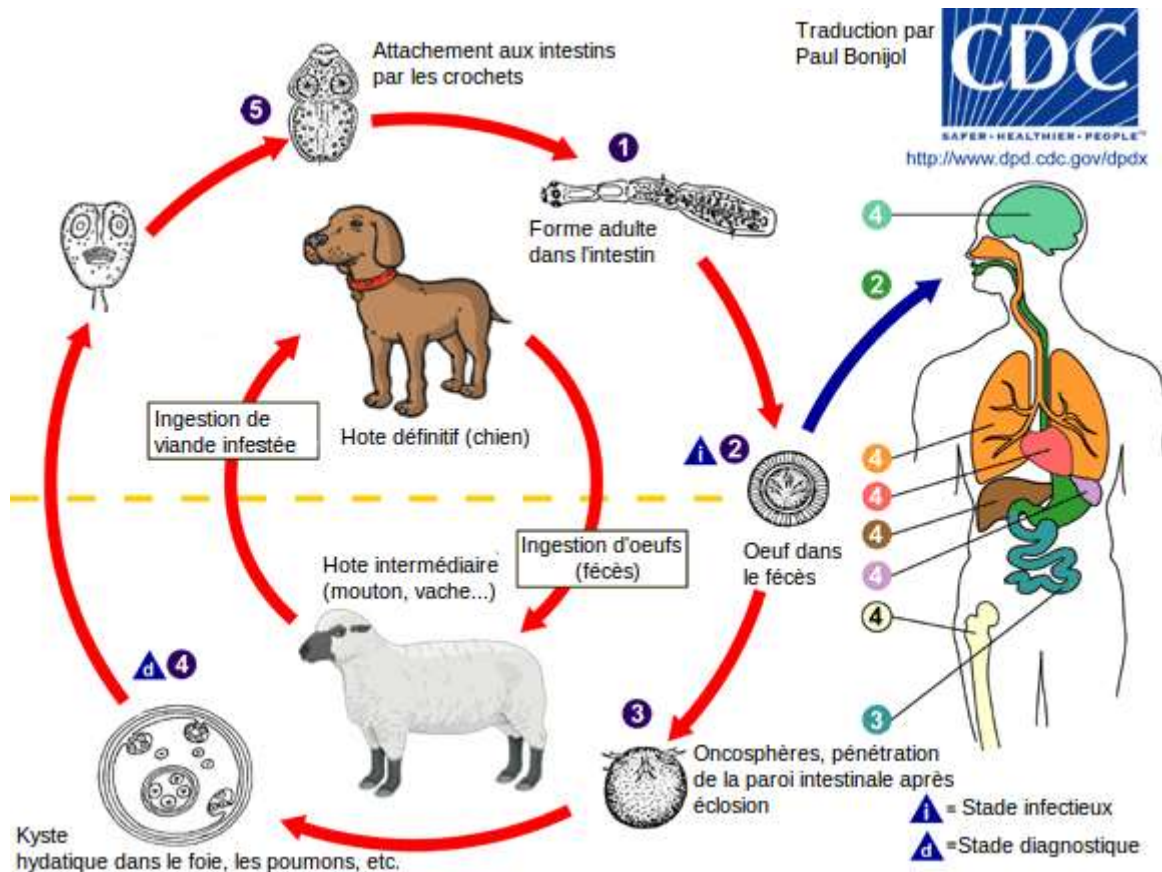 Attachement aux intestins
par les crochets
Traduction par
Paul Bonijol
CDC
SAFER•HEALTHIER•PEOPLE™
http://www.dpd.cdc.gov/dpdx
5
1
Forme adulte
dans l'intestin
4
2
Ingestion de
viande infestée
Hote définitif (chien)
i 2
Oeuf dans
le fécès
Ingestion d'oeufs
(fécès)
Hote intermédiaire
(mouton, vache...)
4
4
4
4
4
3
d 4
3
Oncosphères, pénétration
de la paroi intestinale après
éclosion
Kyste
hydatique dans le foie, les poumons, etc.
i = Stade infectieux
d =Stade diagnostique